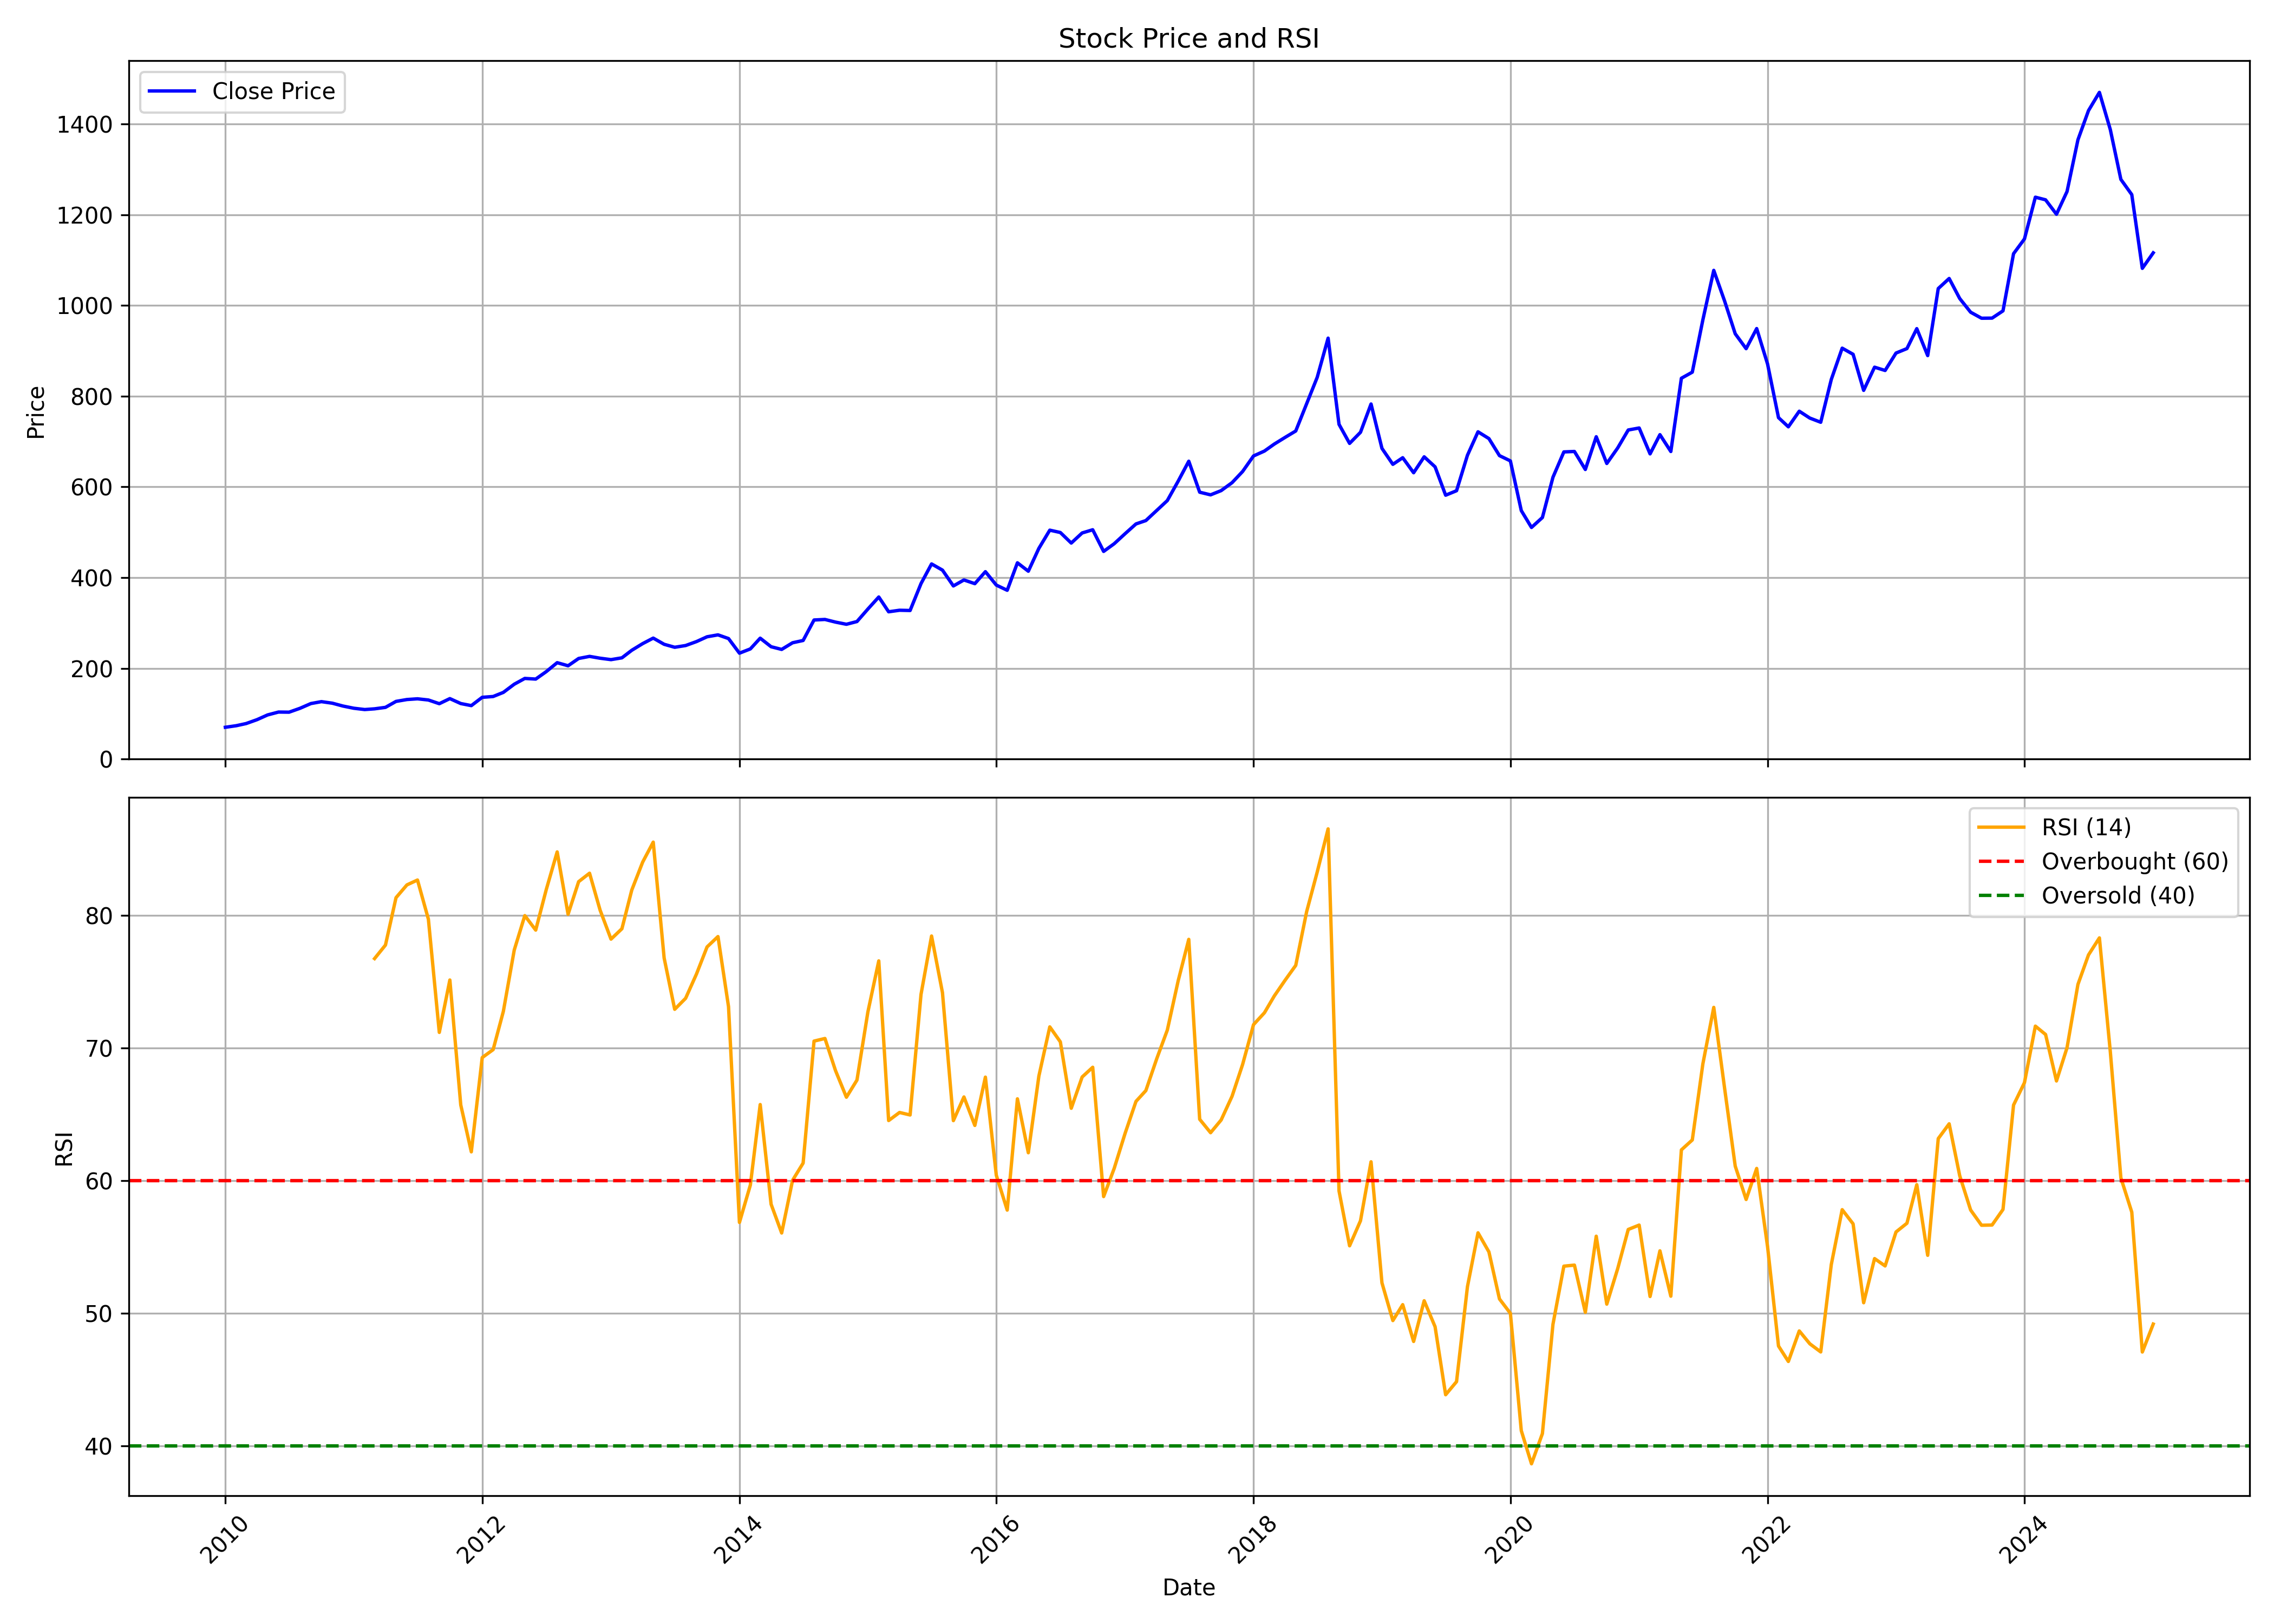 Stock Price and RSI
Close Price
Price
1400
1200
1000
800
600
400
200
0
RSI (14)
Overbought (60)
Oversold (40)
RSI
80
70
60
50
40
2010 2012 2014 2016 2018 2020 2022 2024
Date